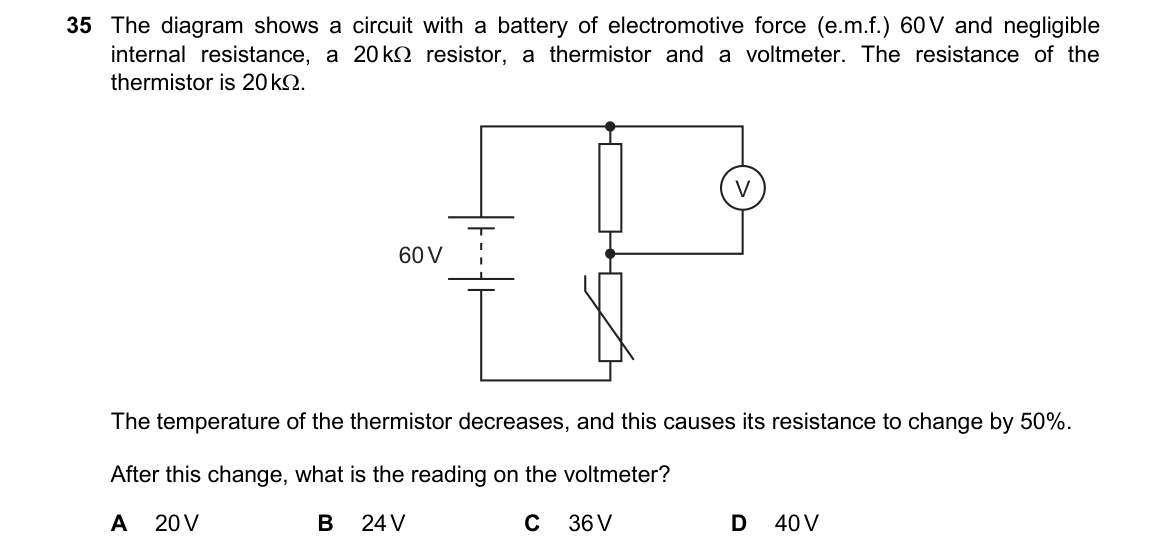 35 The diagram shows a circuit with a battery of electromotive force (e.m.f.) 60 V and negligible
internal resistance, a 20 kΩ resistor, a thermistor and a voltmeter. The resistance of the
thermistor is 20 kΩ.
V
60 V
The temperature of the thermistor decreases, and this causes its resistance to change by 50%.
After this change, what is the reading on the voltmeter?
A 20 V B 24 V C 36 V D 40 V